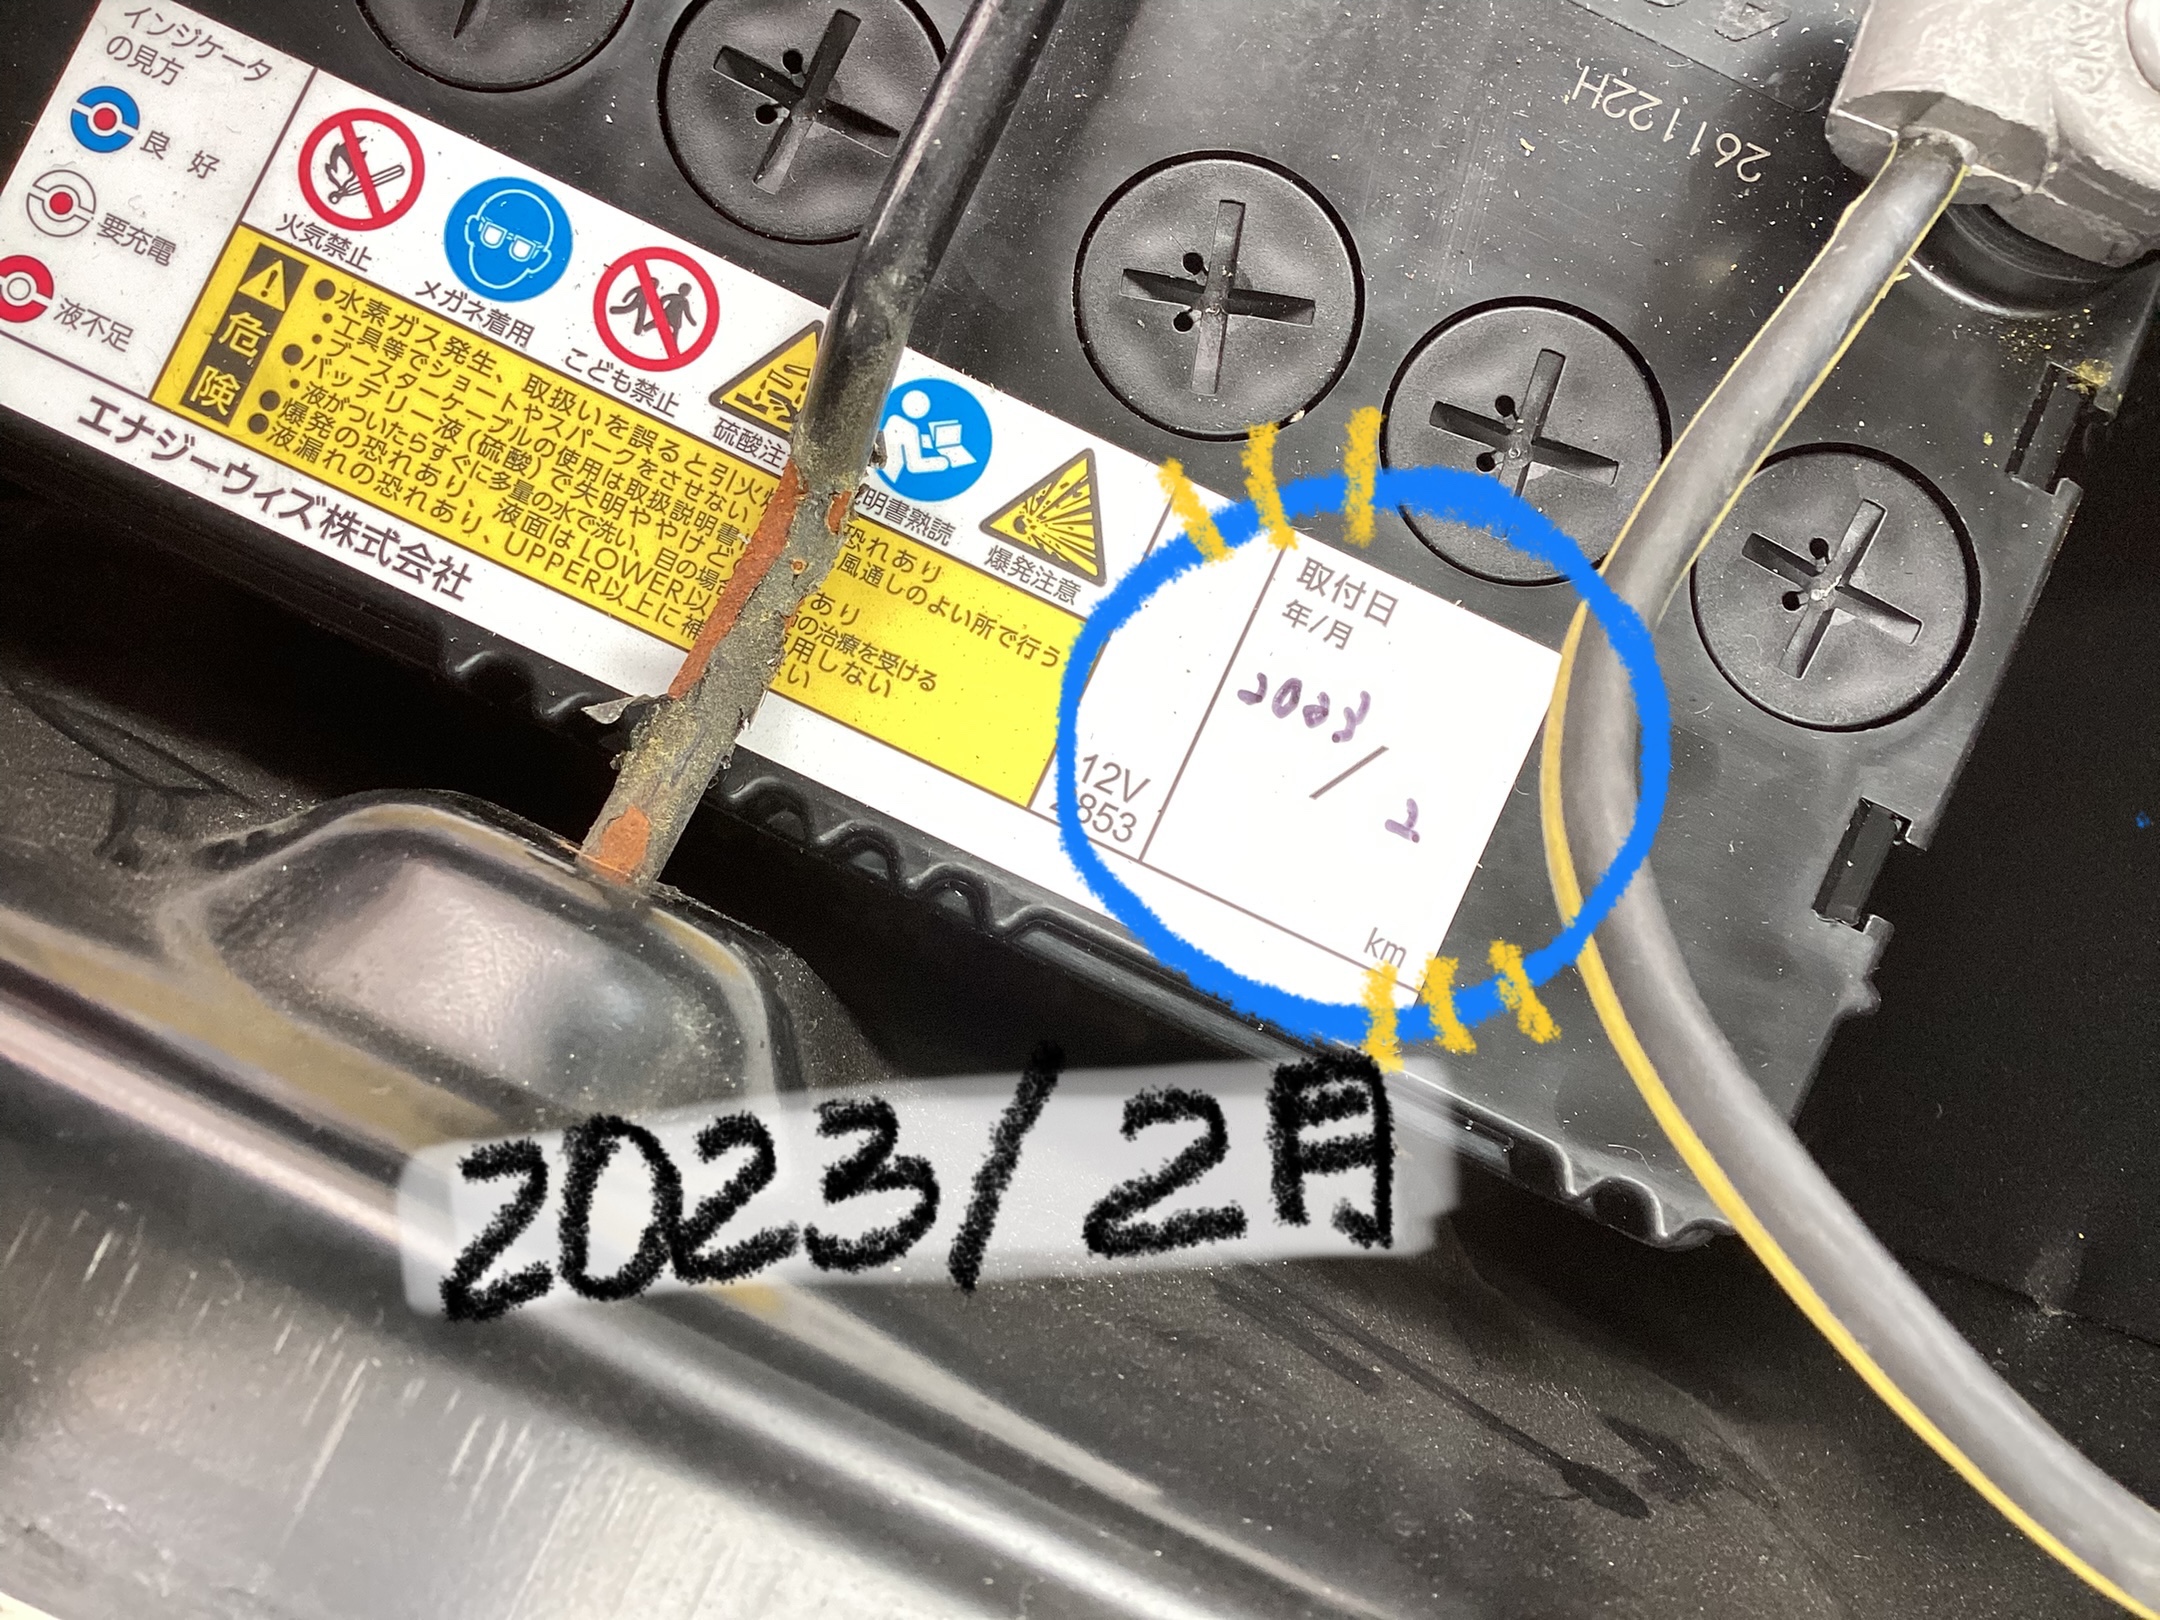 インジケータ
の見方
良 好
要充電
液不足
火気禁止
メガネ着用
こども禁止
硫酸注
明書熟読
爆発注意
危険
●水素ガス発生、取扱いを誤ると引火
・工具等でショートやスパークをさせない
・ブースターケーブルの使用は取扱説明書
●バッテリー液(硫酸)で失明ややけど
・液がついたらすぐに多量の水で洗い、目の場合
●爆発の恐れあり、液面はLOWER以
●液漏れの恐れあり、UPPER以上に補
恐れあり
風通しのよい所で行う
あり
の治療を受ける
用しない
い
エナジーウィズ株式会社
12V
853
取付日
年/月
2023
/ 2
km
261122H
2023/2月